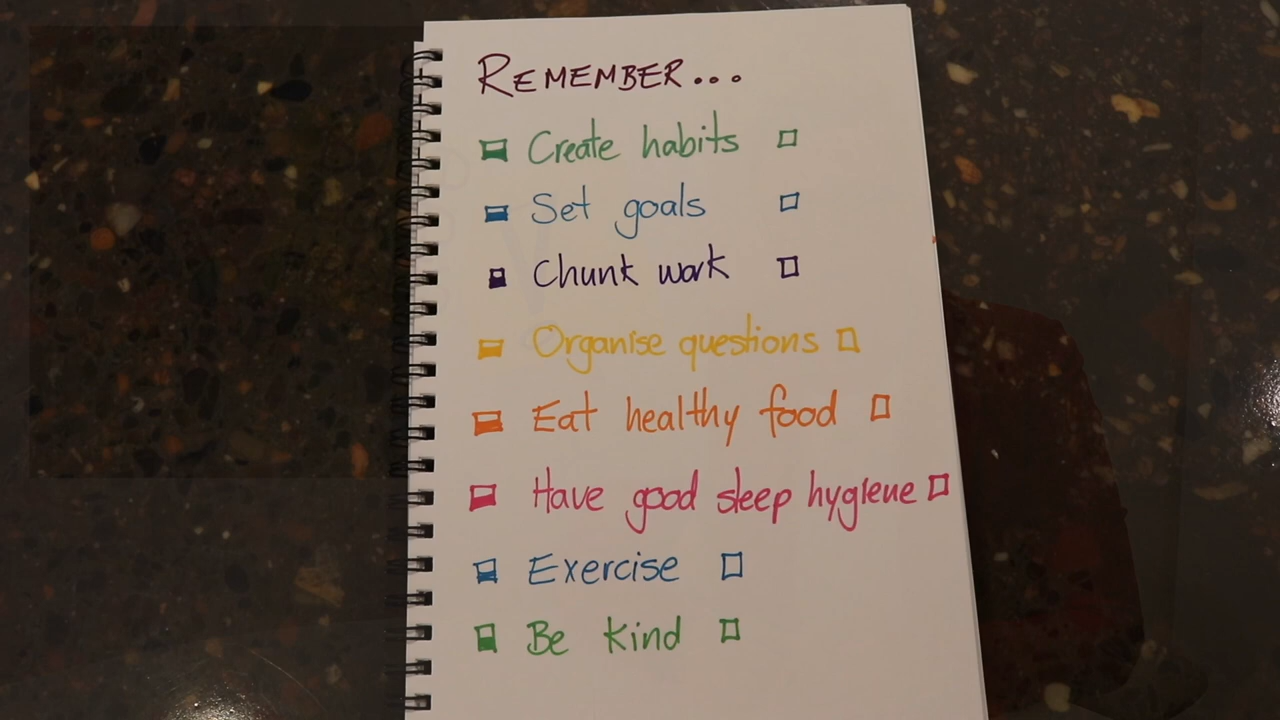 REMEMBER...
Create habits
Set goals
Chunk work
Organise questions
Eat healthy food
Have good sleep hygiene
Exercise
Be kind